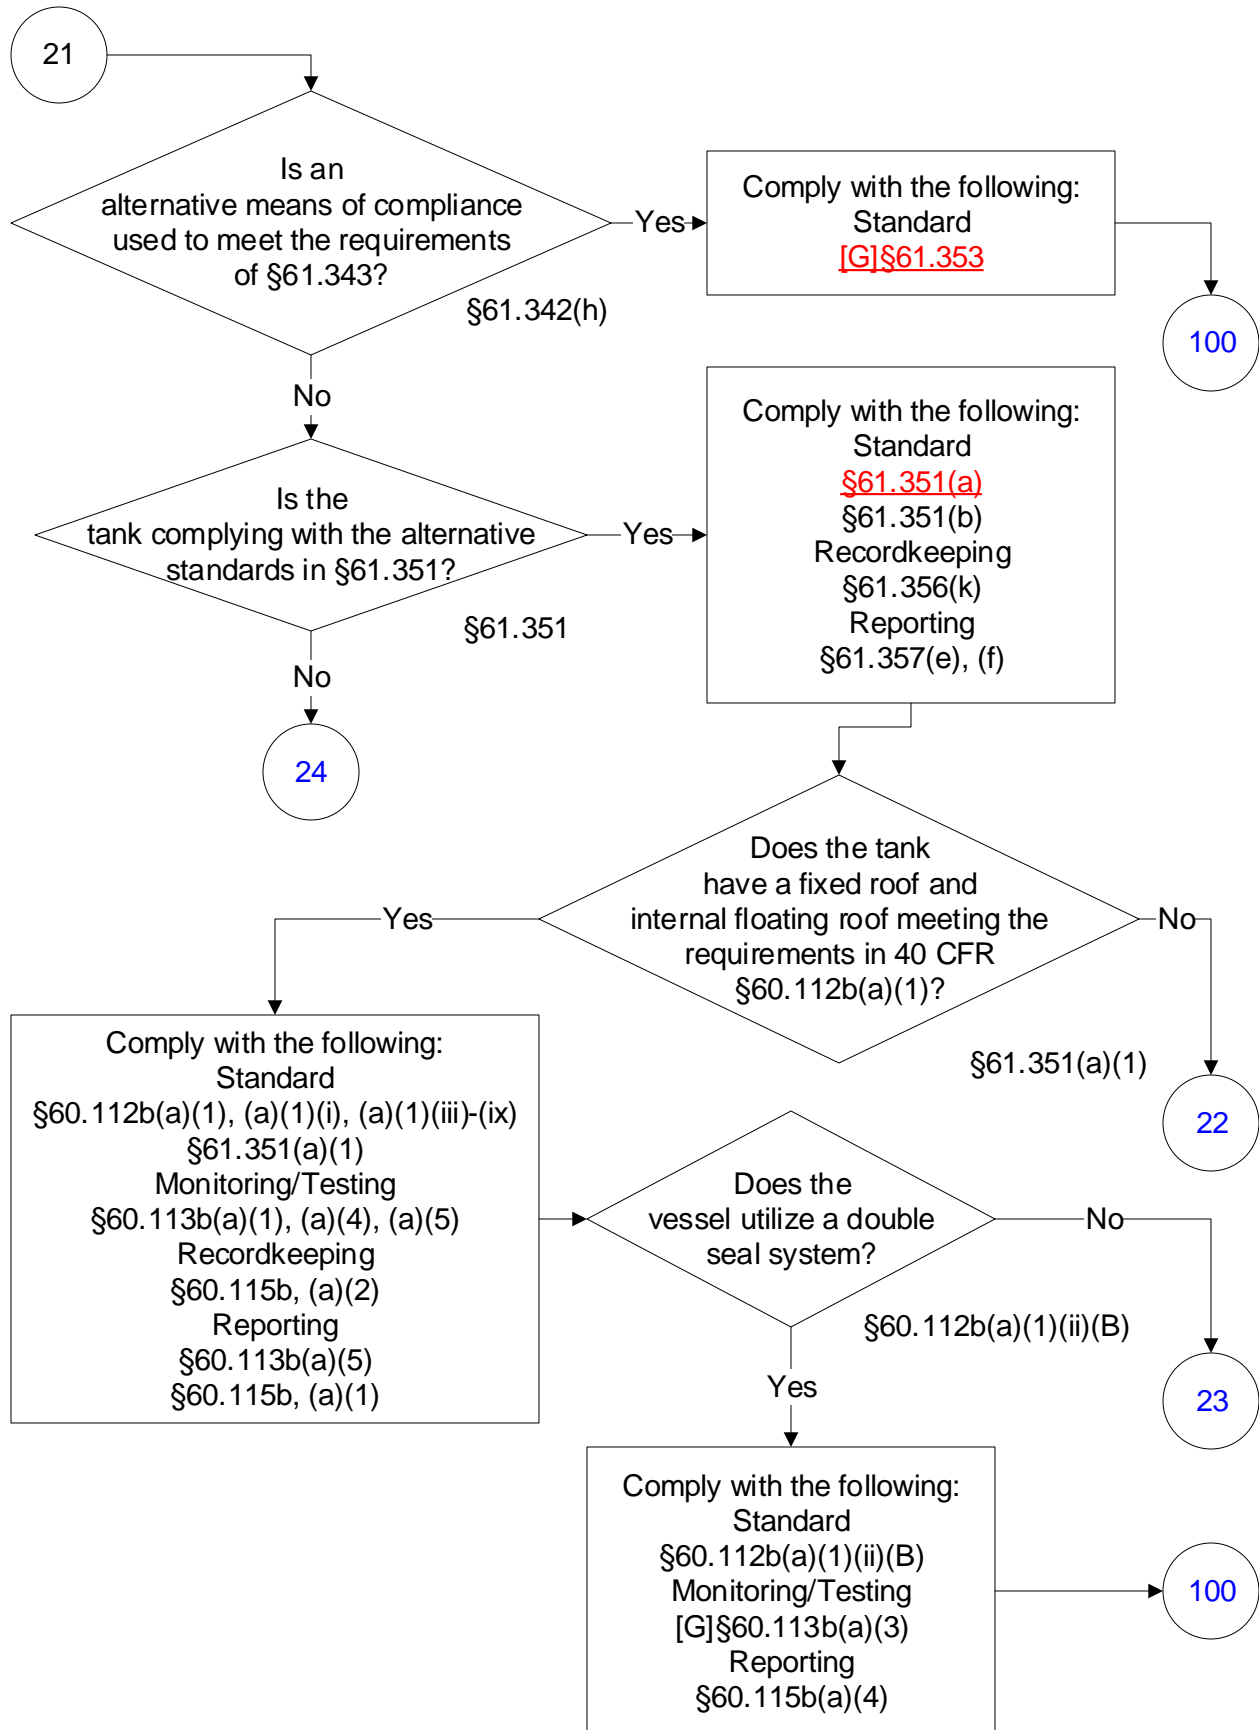 21
Is an
alternative means of compliance
used to meet the requirements
of §61.343?
§61.342(h)
Yes
Comply with the following:
Standard
[G]§61.353
100
No
Is the
tank complying with the alternative
standards in §61.351?
§61.351
Yes
Comply with the following:
Standard
§61.351(a)
§61.351(b)
Recordkeeping
§61.356(k)
Reporting
§61.357(e), (f)
No
24
Does the tank
have a fixed roof and
internal floating roof meeting the
requirements in 40 CFR
§60.112b(a)(1)?
§61.351(a)(1)
No
22
Yes
Comply with the following:
Standard
§60.112b(a)(1), (a)(1)(i), (a)(1)(iii)-(ix)
§61.351(a)(1)
Monitoring/Testing
§60.113b(a)(1), (a)(4), (a)(5)
Recordkeeping
§60.115b, (a)(2)
Reporting
§60.113b(a)(5)
§60.115b, (a)(1)
Does the
vessel utilize a double
seal system?
§60.112b(a)(1)(ii)(B)
No
23
Yes
Comply with the following:
Standard
§60.112b(a)(1)(ii)(B)
Monitoring/Testing
[G]§60.113b(a)(3)
Reporting
§60.115b(a)(4)
100